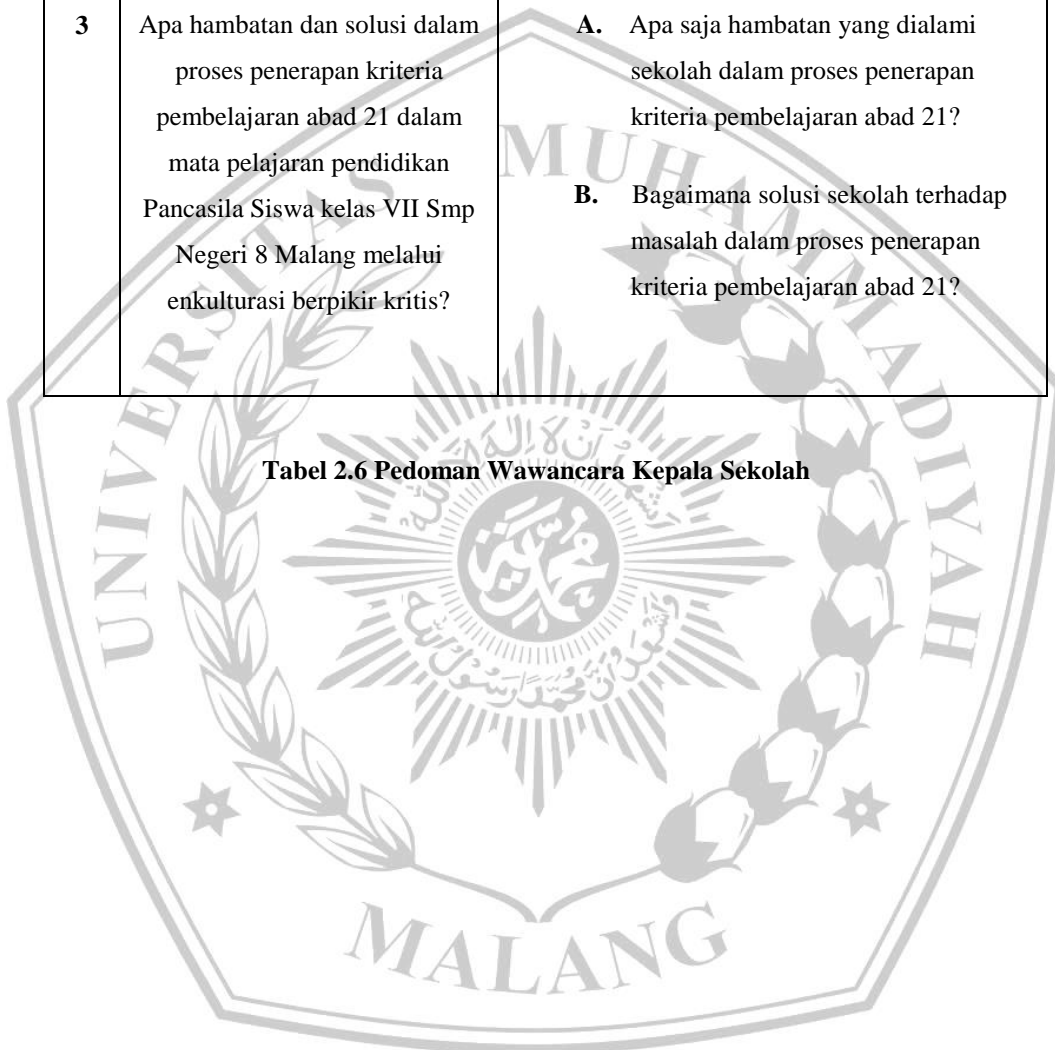 3
Apa hambatan dan solusi dalam
proses penerapan kriteria
pembelajaran abad 21 dalam
mata pelajaran pendidikan
Pancasila Siswa kelas VII Smp
Negeri 8 Malang melalui
enkulturasi berpikir kritis?
A. Apa saja hambatan yang dialami
sekolah dalam proses penerapan
kriteria pembelajaran abad 21?
B. Bagaimana solusi sekolah terhadap
masalah dalam proses penerapan
kriteria pembelajaran abad 21?
Tabel 2.6 Pedoman Wawancara Kepala Sekolah
UNIVERSITAS MUHAMMADIYAH
MALANG